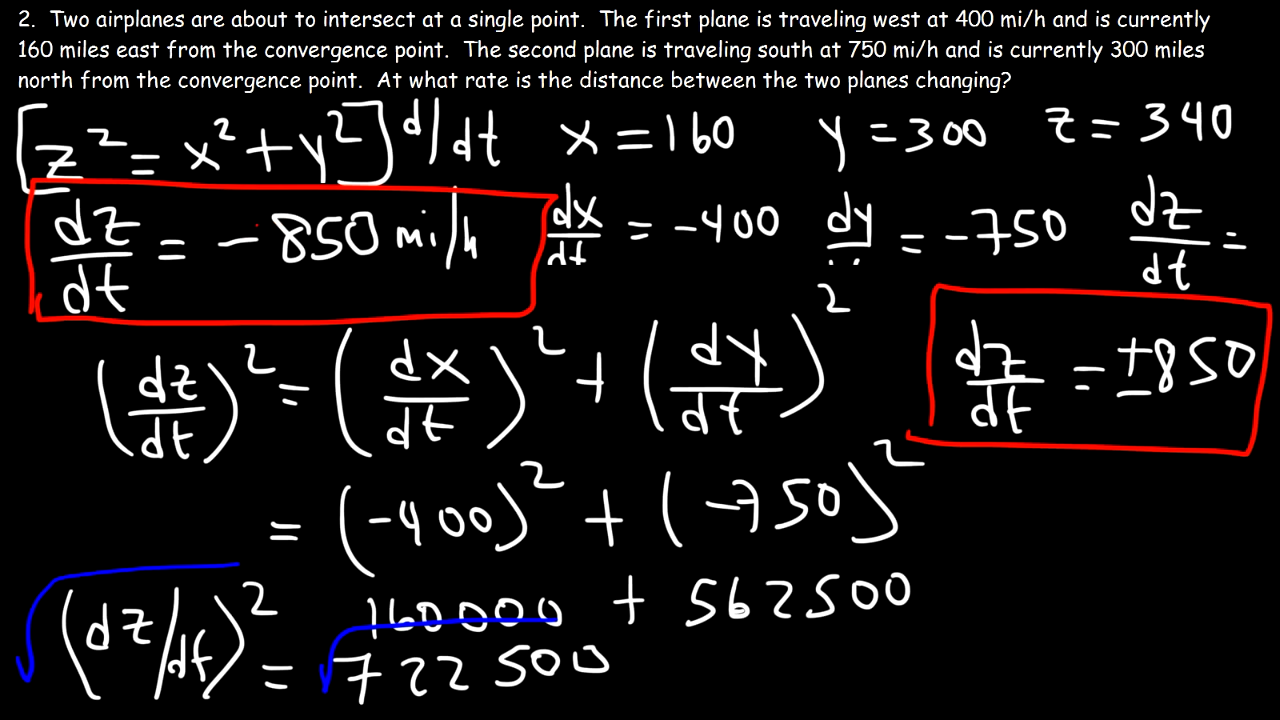 2. Two airplanes are about to intersect at a single point. The first plane is traveling west at 400 mi/h and is currently
160 miles east from the convergence point. The second plane is traveling south at 750 mi/h and is currently 300 miles
north from the convergence point. At what rate is the distance between the two planes changing?
[z² = x² + y²] d/dt x = 160 y = 300 z = 340
dz/dt = -850 mi/h dx/dt = -400 dy/dt = -750 dz/dt =
(dz/dt)² = (dx/dt)² + (dy/dt)² dz/dt = ±850
= (-400)² + (-750)²
160000 + 562500
√(dz/dt)² = √722500